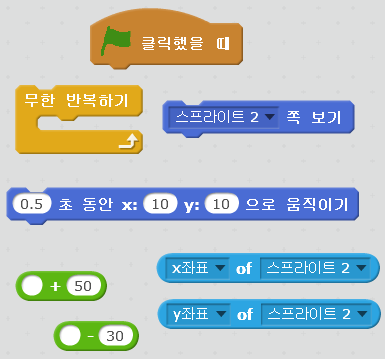 클릭했을 때
무한 반복하기
스프라이트 2 쪽 보기
0.5 초 동안 x: 10 y: 10 으로 움직이기
x좌표 of 스프라이트 2
+ 50
y좌표 of 스프라이트 2
- 30